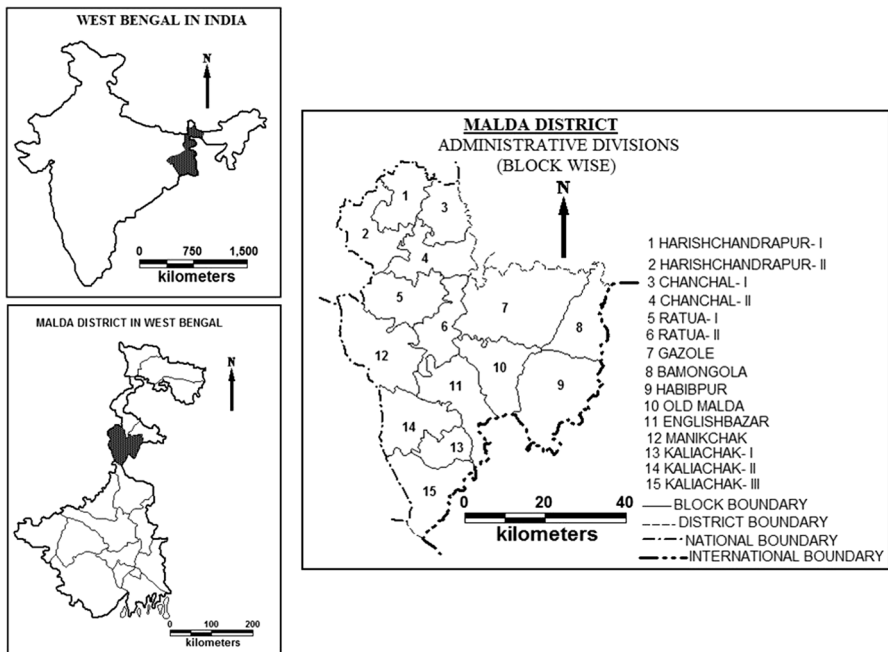 WEST BENGAL IN INDIA
N
0 750 1,500
kilometers
MALDA DISTRICT IN WEST BENGAL
N
0 100 200
kilometers
MALDA DISTRICT
ADMINISTRATIVE DIVISIONS
(BLOCK WISE)
N
1
3
2
4
5
6
7
8
12
10
9
11
14
13
15
0 20 40
kilometers
1 HARISHCHANDRAPUR- I
2 HARISHCHANDRAPUR- II
3 CHANCHAL- I
4 CHANCHAL- II
5 RATUA- I
6 RATUA- II
7 GAZOLE
8 BAMONGOLA
9 HABIBPUR
10 OLD MALDA
11 ENGLISHBAZAR
12 MANIKCHAK
13 KALIACHAK- I
14 KALIACHAK- II
15 KALIACHAK- III
BLOCK BOUNDARY
DISTRICT BOUNDARY
NATIONAL BOUNDARY
INTERNATIONAL BOUNDARY